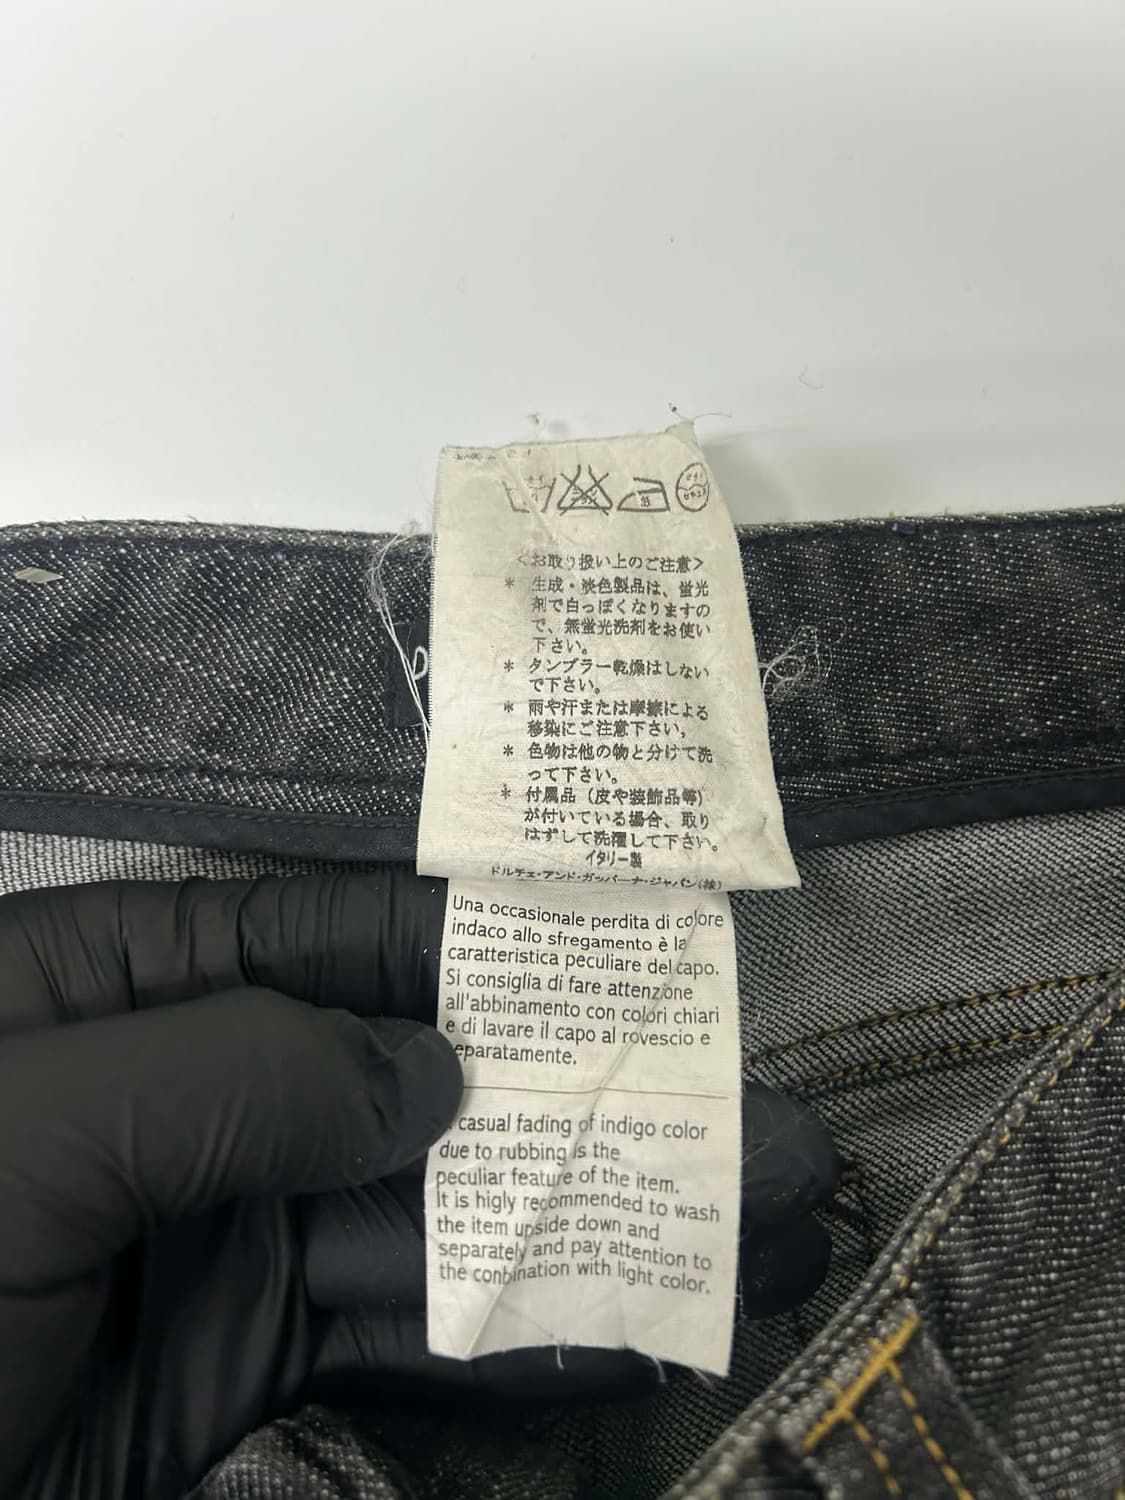 <お取り扱い上のご注意>
* 生成・淡色製品は、蛍光
剤で白っぽくなりますの
で、無蛍光洗剤をお使い
下さい。
* タンブラー乾燥はしない
で下さい。
* 雨や汗または摩擦による
移染にご注意下さい。
* 色物は他の物と分けて洗
って下さい。
* 付属品(皮や装飾品等)
が付いている場合、取り
はずして洗濯して下さい。
イタリー製
ドルチェ・アンド・ガッバーナ・ジャパン(株)
Una occasionale perdita di colore
indaco allo sfregamento è la
caratteristica peculiare del capo.
Si consiglia di fare attenzione
all'abbinamento con colori chiari
e di lavare il capo al rovescio e
eparatamente.
casual fading of indigo color
due to rubbing is the
peculiar feature of the item.
It is higly recommended to wash
the item upside down and
separately and pay attention to
the conbination with light color.